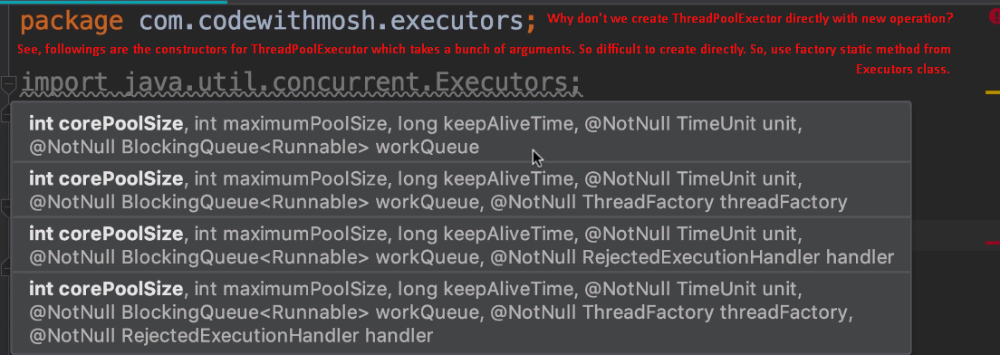 package com.codewithmosh.executors; Why don't we create ThreadPoolExector directly with new operation?
See, followings are the constructors for ThreadPoolExecutor which takes a bunch of arguments. So difficult to create directly. So, use factory static method from
Executors class.
import java.util.concurrent.Executors;
int corePoolSize, int maximumPoolSize, long keepAliveTime, @NotNull TimeUnit unit,
@NotNull BlockingQueue<Runnable> workQueue
int corePoolSize, int maximumPoolSize, long keepAliveTime, @NotNull TimeUnit unit,
@NotNull BlockingQueue<Runnable> workQueue, @NotNull ThreadFactory threadFactory
int corePoolSize, int maximumPoolSize, long keepAliveTime, @NotNull TimeUnit unit,
@NotNull BlockingQueue<Runnable> workQueue, @NotNull RejectedExecutionHandler handler
int corePoolSize, int maximumPoolSize, long keepAliveTime, @NotNull TimeUnit unit,
@NotNull BlockingQueue<Runnable> workQueue, @NotNull ThreadFactory threadFactory,
@NotNull RejectedExecutionHandler handler